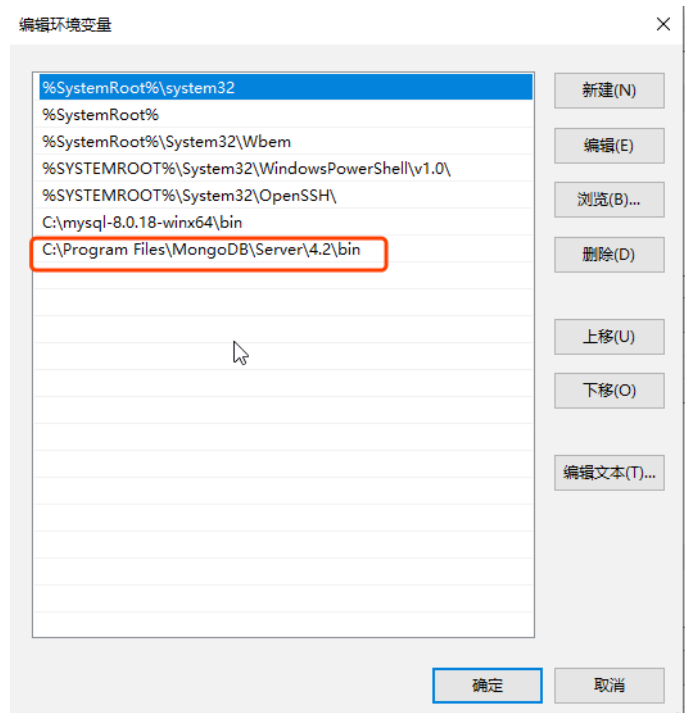 编辑环境变量
%SystemRoot%\system32
%SystemRoot%
%SystemRoot%\System32\Wbem
%SYSTEMROOT%\System32\WindowsPowerShell\v1.0\
%SYSTEMROOT%\System32\OpenSSH\
C:\mysql-8.0.18-winx64\bin
C:\Program Files\MongoDB\Server\4.2\bin
新建(N)
编辑(E)
浏览(B)...
删除(D)
上移(U)
下移(O)
编辑文本(T)...
确定
取消